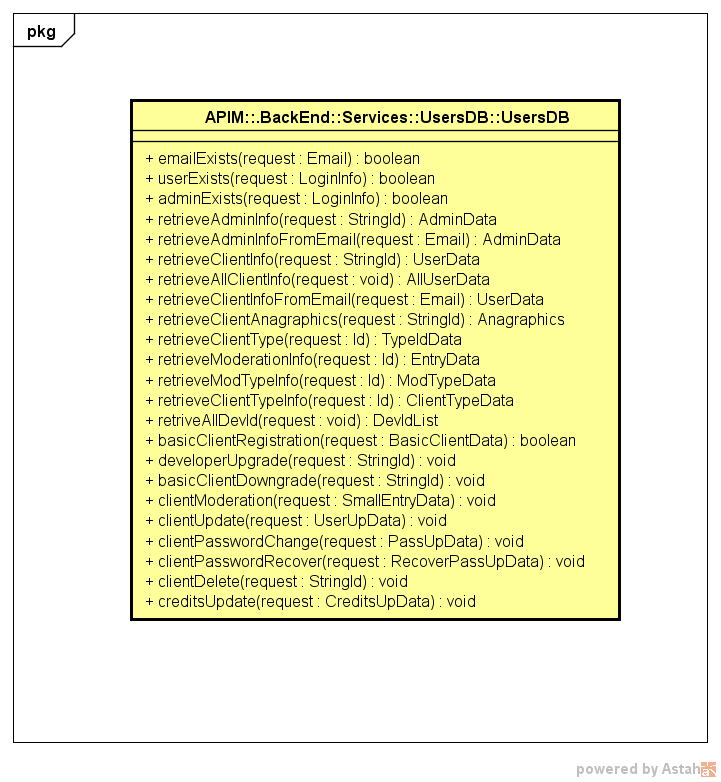 pkg
APIM::.BackEnd::Services::UsersDB::UsersDB
+ emailExists(request : Email) : boolean
+ userExists(request : LoginInfo) : boolean
+ adminExists(request : LoginInfo) : boolean
+ retrieveAdminInfo(request : StringId) : AdminData
+ retrieveAdminInfoFromEmail(request : Email) : AdminData
+ retrieveClientInfo(request : StringId) : UserData
+ retrieveAllClientInfo(request : void) : AllUserData
+ retrieveClientInfoFromEmail(request : Email) : UserData
+ retrieveClientAnagraphics(request : StringId) : Anagraphics
+ retrieveClientType(request : Id) : TypeIdData
+ retrieveModerationInfo(request : Id) : EntryData
+ retrieveModTypeInfo(request : Id) : ModTypeData
+ retrieveClientTypeInfo(request : Id) : ClientTypeData
+ retriveAllDevId(request : void) : DevIdList
+ basicClientRegistration(request : BasicClientData) : boolean
+ developerUpgrade(request : StringId) : void
+ basicClientDowngrade(request : StringId) : void
+ clientModeration(request : SmallEntryData) : void
+ clientUpdate(request : UserUpData) : void
+ clientPasswordChange(request : PassUpData) : void
+ clientPasswordRecover(request : RecoverPassUpData) : void
+ clientDelete(request : StringId) : void
+ creditsUpdate(request : CreditsUpData) : void
powered by Astah